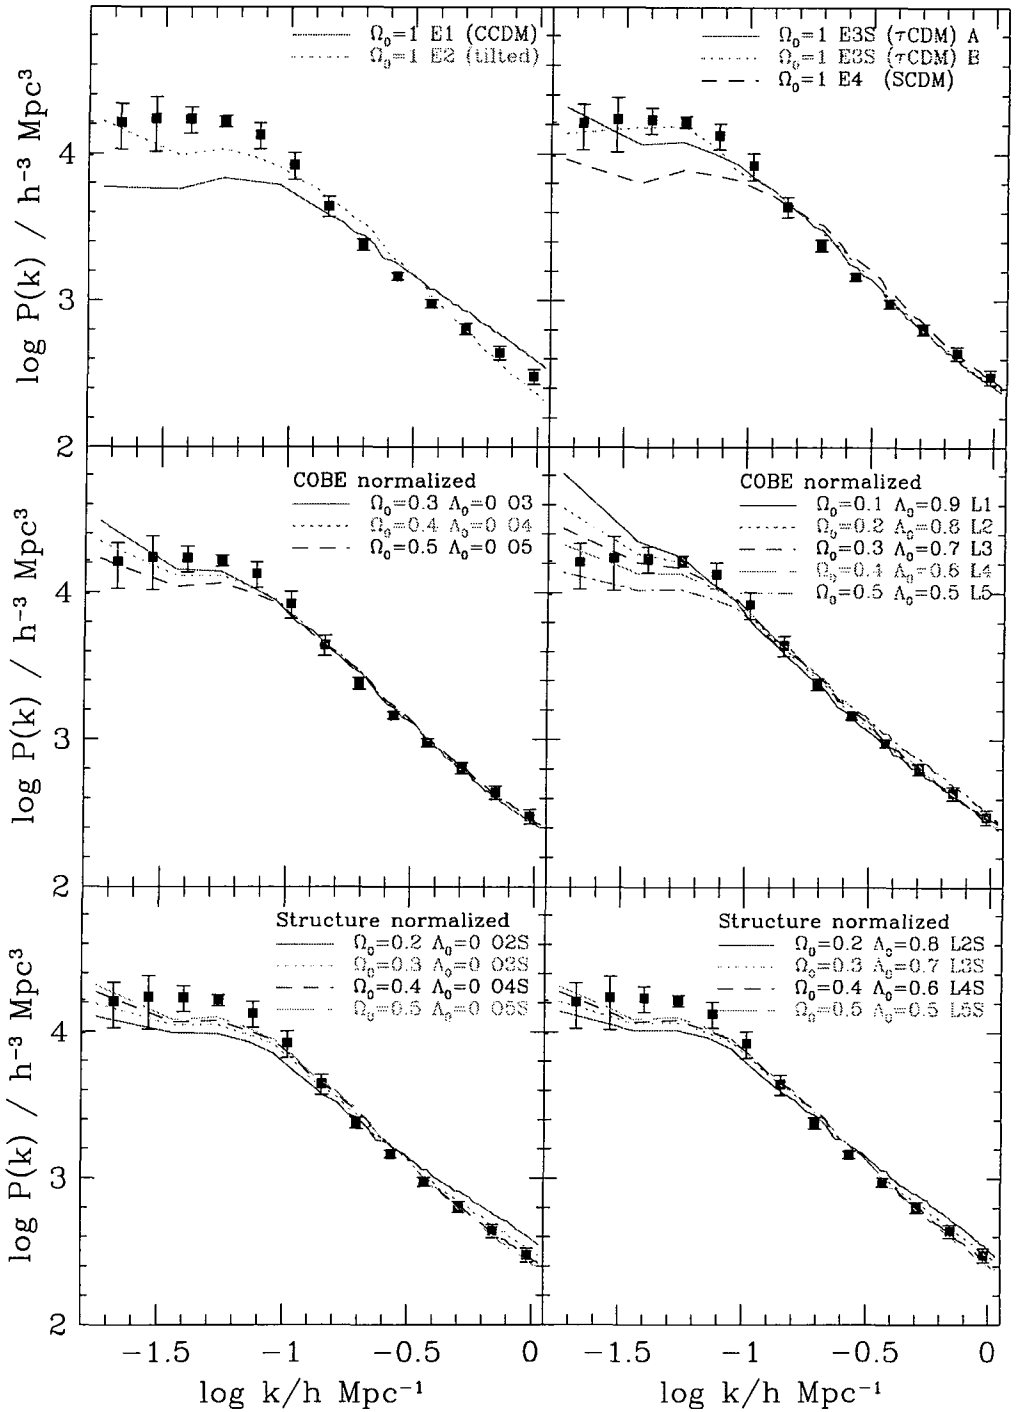 Ω₀=1 E1 (CCDM)
Ω₀=1 E2 (tilted)
Ω₀=1 E3S (τCDM) A
Ω₀=1 E3S (τCDM) B
Ω₀=1 E4 (SCDM)
log P(k) / h⁻³ Mpc³
4
3
2
COBE normalized
Ω₀=0.3 Λ₀=0 O3
Ω₀=0.4 Λ₀=0 O4
Ω₀=0.5 Λ₀=0 O5
COBE normalized
Ω₀=0.1 Λ₀=0.9 L1
Ω₀=0.2 Λ₀=0.8 L2
Ω₀=0.3 Λ₀=0.7 L3
Ω₀=0.4 Λ₀=0.6 L4
Ω₀=0.5 Λ₀=0.5 L5
log P(k) / h⁻³ Mpc³
4
3
2
Structure normalized
Ω₀=0.2 Λ₀=0 O2S
Ω₀=0.3 Λ₀=0 O3S
Ω₀=0.4 Λ₀=0 O4S
Ω₀=0.5 Λ₀=0 O5S
Structure normalized
Ω₀=0.2 Λ₀=0.8 L2S
Ω₀=0.3 Λ₀=0.7 L3S
Ω₀=0.4 Λ₀=0.6 L4S
Ω₀=0.5 Λ₀=0.5 L5S
log P(k) / h⁻³ Mpc³
4
3
2
−1.5 −1 −0.5 0
−1.5 −1 −0.5 0
log k/h Mpc⁻¹
log k/h Mpc⁻¹